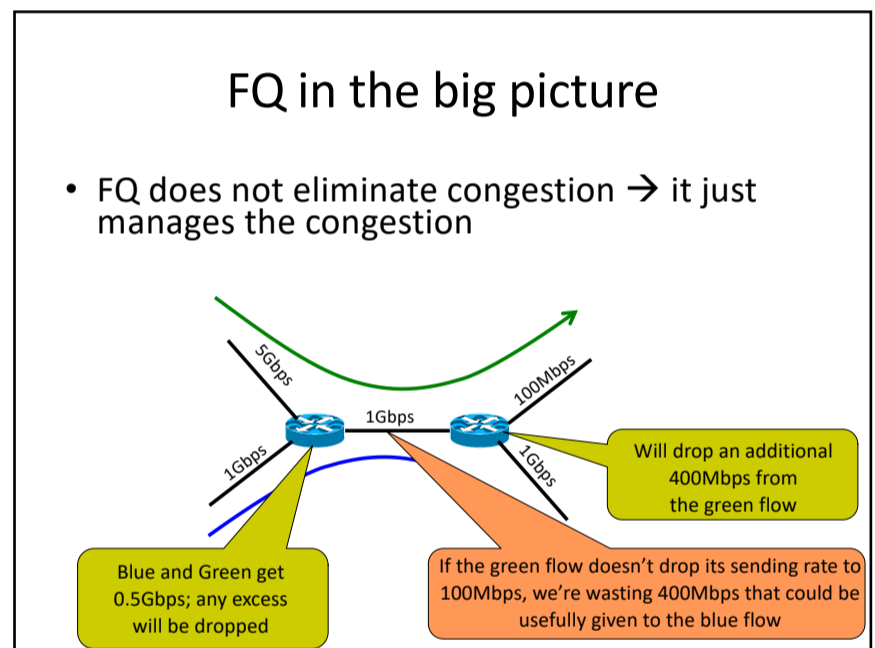 FQ in the big picture
• FQ does not eliminate congestion → it just
manages the congestion
5Gbps
100Mbps
1Gbps
1Gbps
1Gbps
Will drop an additional
400Mbps from
the green flow
Blue and Green get
0.5Gbps; any excess
will be dropped
If the green flow doesn’t drop its sending rate to
100Mbps, we’re wasting 400Mbps that could be
usefully given to the blue flow